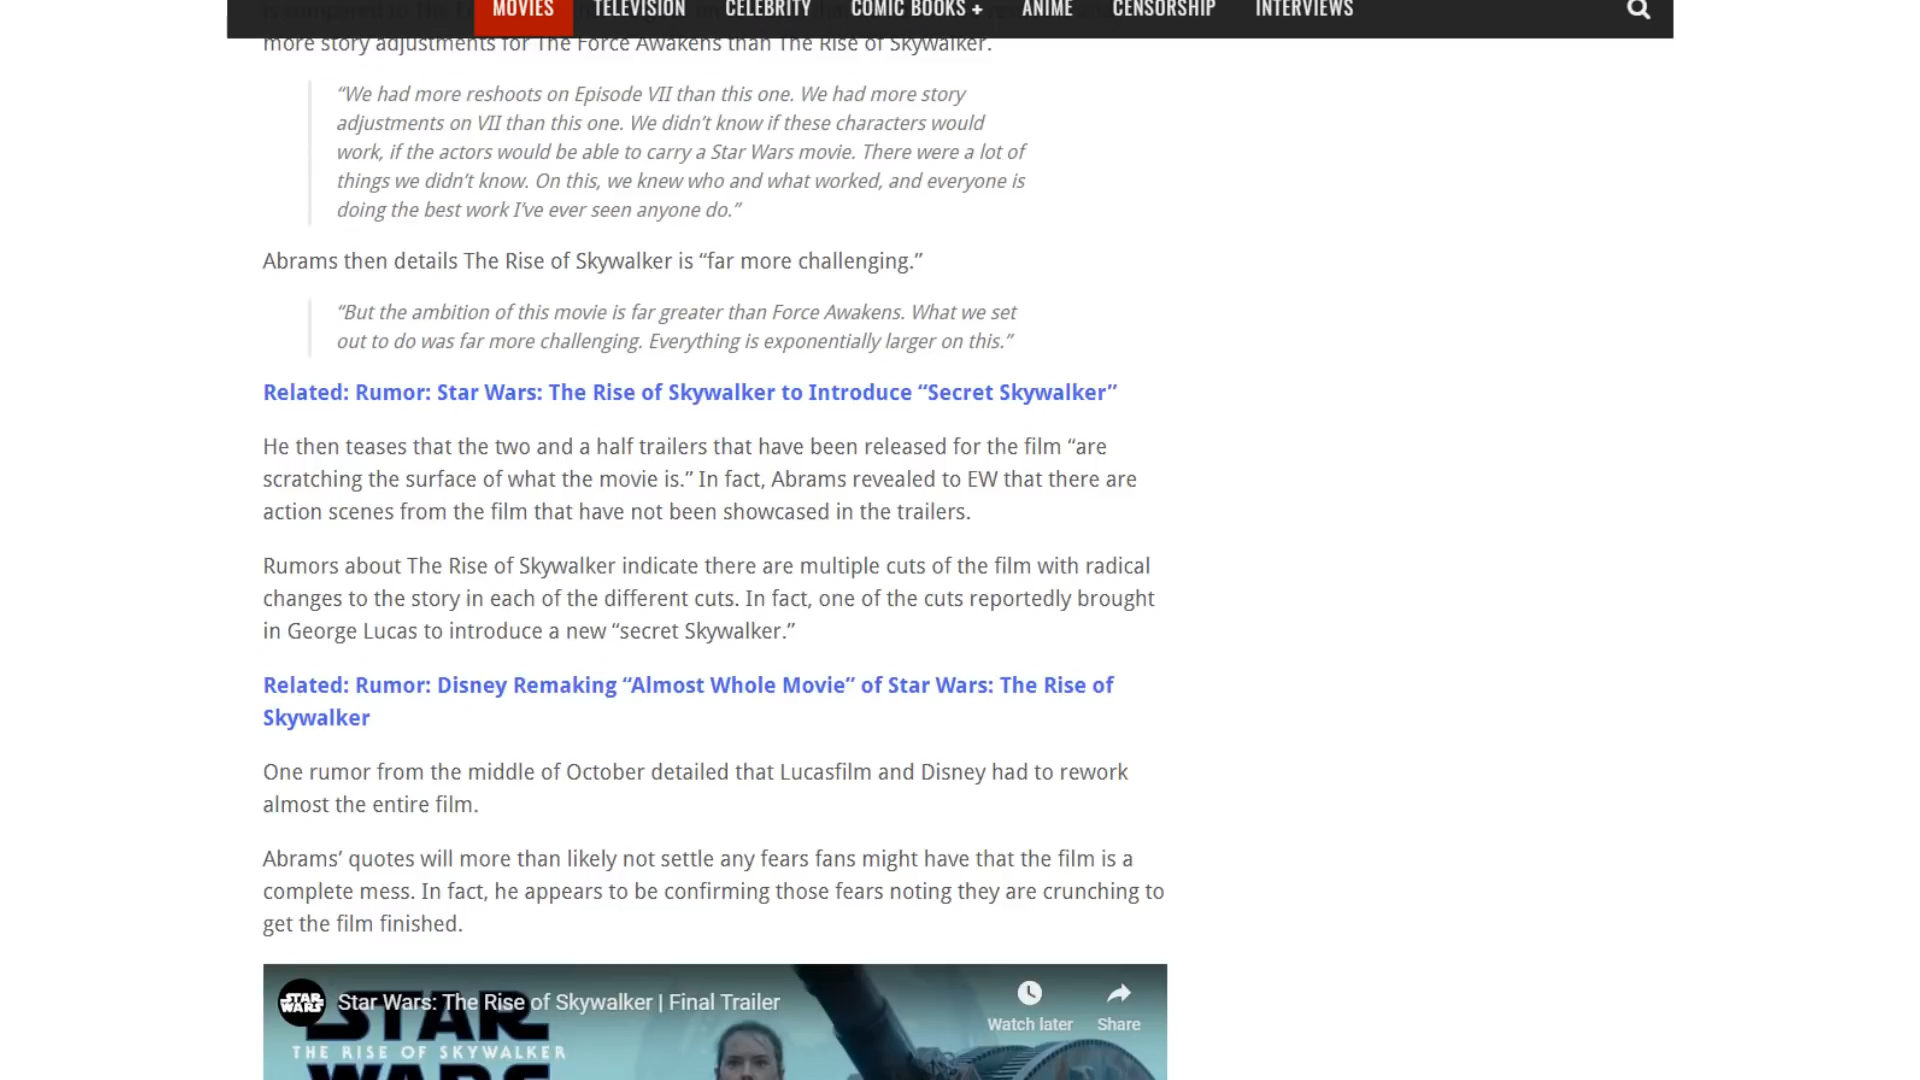 MOVIES TELEVISION CELEBRITY COMIC BOOKS + ANIME CENSORSHIP INTERVIEWS
more story adjustments for The Force Awakens than The Rise of Skywalker.
“We had more reshoots on Episode VII than this one. We had more story
adjustments on VII than this one. We didn’t know if these characters would
work, if the actors would be able to carry a Star Wars movie. There were a lot of
things we didn’t know. On this, we knew who and what worked, and everyone is
doing the best work I’ve ever seen anyone do.”
Abrams then details The Rise of Skywalker is “far more challenging.”
“But the ambition of this movie is far greater than Force Awakens. What we set
out to do was far more challenging. Everything is exponentially larger on this.”
Related: Rumor: Star Wars: The Rise of Skywalker to Introduce “Secret Skywalker”
He then teases that the two and a half trailers that have been released for the film “are
scratching the surface of what the movie is.” In fact, Abrams revealed to EW that there are
action scenes from the film that have not been showcased in the trailers.
Rumors about The Rise of Skywalker indicate there are multiple cuts of the film with radical
changes to the story in each of the different cuts. In fact, one of the cuts reportedly brought
in George Lucas to introduce a new “secret Skywalker.”
Related: Rumor: Disney Remaking “Almost Whole Movie” of Star Wars: The Rise of
Skywalker
One rumor from the middle of October detailed that Lucasfilm and Disney had to rework
almost the entire film.
Abrams’ quotes will more than likely not settle any fears fans might have that the film is a
complete mess. In fact, he appears to be confirming those fears noting they are crunching to
get the film finished.
STAR WARS
Star Wars: The Rise of Skywalker | Final Trailer
Watch later Share
STAR
THE RISE OF SKYWALKER
WARS